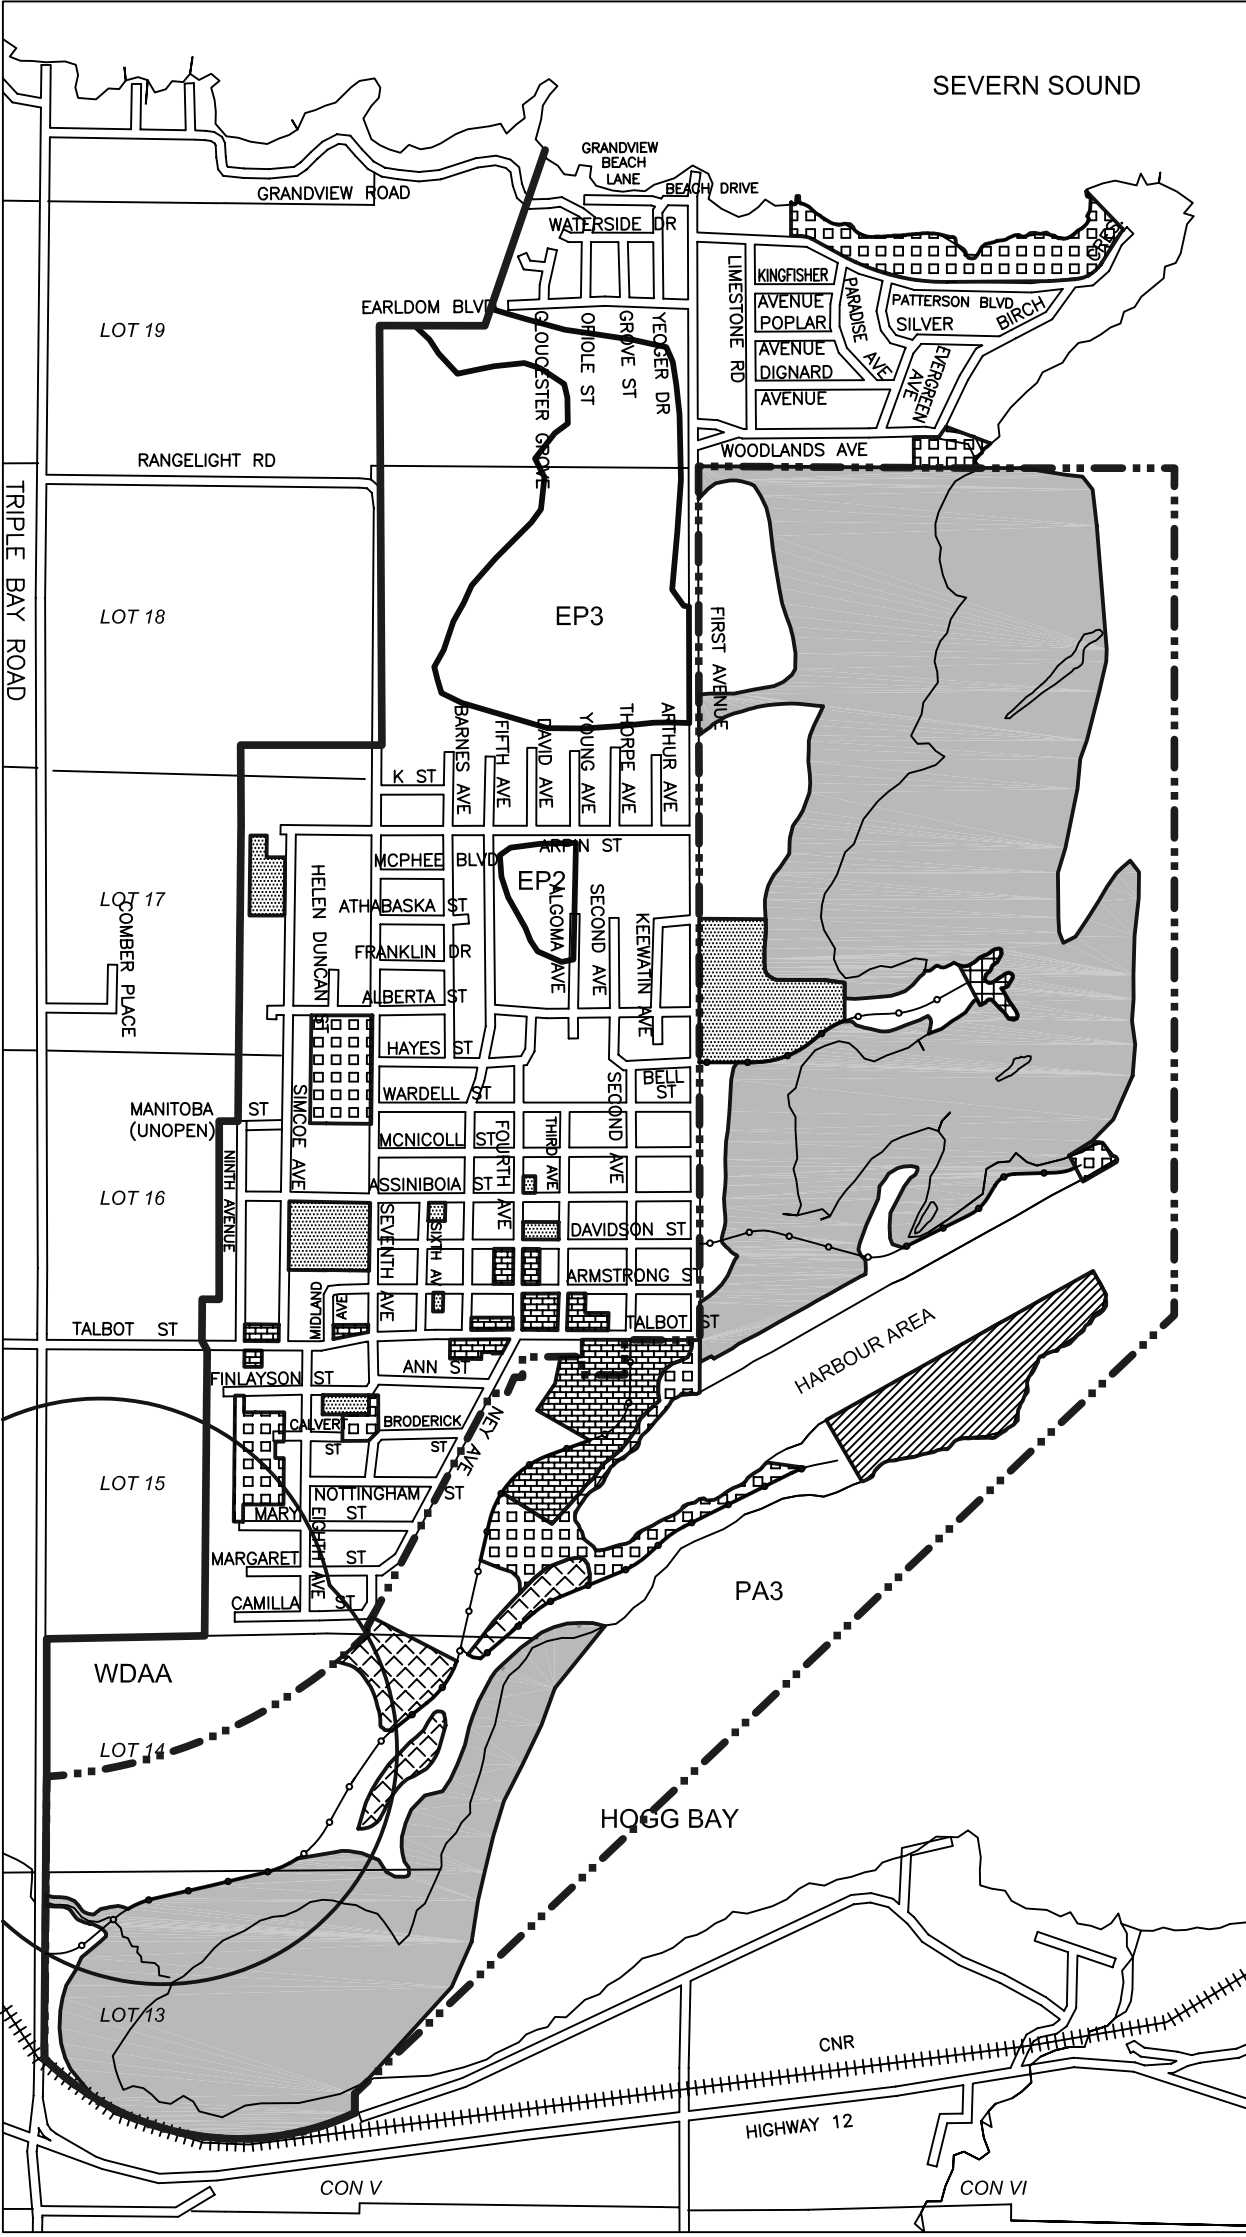 SEVERN SOUND
GRANDVIEW
BEACH
LANE
BEACH DRIVE
GRANDVIEW ROAD
WATERSIDE DR
CRES.
LIMESTONE RD
KINGFISHER
AVENUE
POPLAR
AVENUE
DIGNARD
AVENUE
PARADISE AVE
PATTERSON BLVD
SILVER
BIRCH
EVERGREEN
AVE
EARLDOM BLVD
LOT 19
GLOUCESTER GROVE
ORIOLE ST
GROVE ST
YEOGER DR
WOODLANDS AVE
RANGELIGHT RD
TRIPLE BAY ROAD
LOT 18
EP3
FIRST AVENUE
BARNES AVE
FIFTH AVE
DAVID AVE
YOUNG AVE
THORPE AVE
ARTHUR AVE
K ST
ARPIN ST
MCPHEE BLVD
EP2
HELEN DUNCAN ST
LOT 17
COMBER PLACE
ATHABASKA ST
ALGOMA AVE
SECOND AVE
KEEWATIN AVE
FRANKLIN DR
ALBERTA ST
HAYES ST
WARDELL ST
BELL
ST
SIMCOE AVE
MANITOBA ST
(UNOPEN)
MCNICOLL ST
FOURTH AVE
THIRD AVE
SECOND AVE
NINTH AVENUE
LOT 16
ASSINIBOIA ST
SEVENTH AVE
SIXTH AV
DAVIDSON ST
ARMSTRONG ST
MIDLAND
AVE
TALBOT ST
TALBOT ST
HARBOUR AREA
ANN ST
FINLAYSON ST
CALVERT
ST
BRODERICK
ST
NEY AVE
LOT 15
NOTTINGHAM ST
MARY ST
EIGHTH AVE
MARGARET ST
CAMILLA ST
PA3
WDAA
LOT 14
HOGG BAY
LOT 13
CNR
HIGHWAY 12
CON V
CON VI